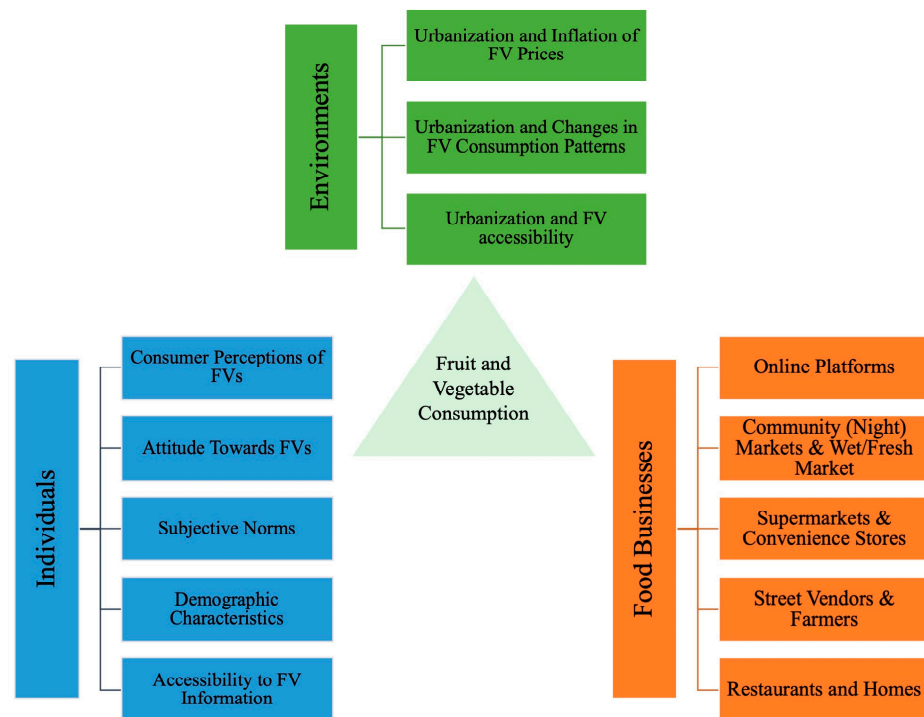 Environments
Urbanization and Inflation of
FV Prices
Urbanization and Changes in
FV Consumption Patterns
Urbanization and FV
accessibility
Fruit and
Vegetable
Consumption
Individuals
Consumer Perceptions of
FVs
Attitude Towards FVs
Subjective Norms
Demographic
Characteristics
Accessibility to FV
Information
Food Businesses
Online Platforms
Community (Night)
Markets & Wet/Fresh
Market
Supermarkets &
Convenience Stores
Street Vendors &
Farmers
Restaurants and Homes